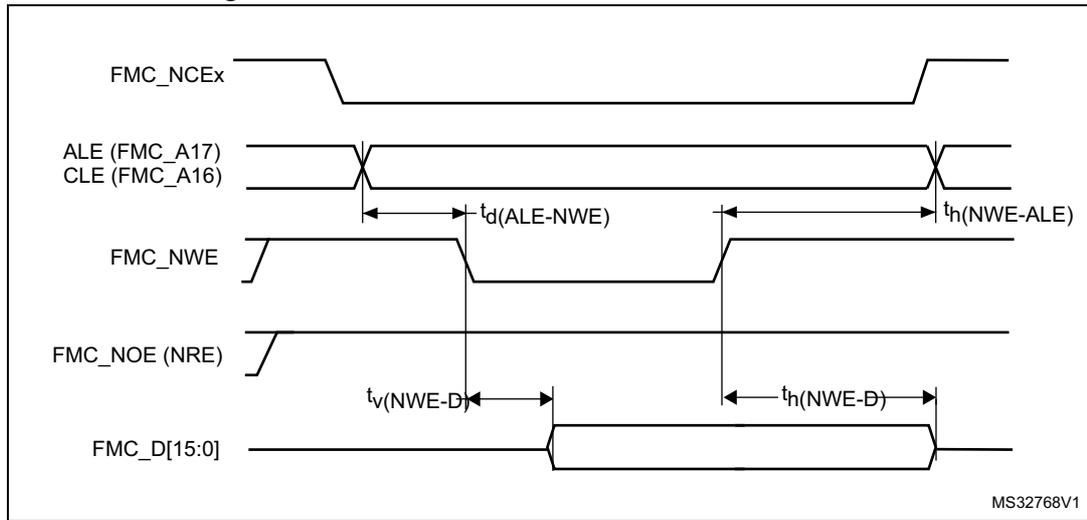 FMC_NCEx
ALE (FMC_A17)
CLE (FMC_A16)
td(ALE-NWE)
th(NWE-ALE)
FMC_NWE
FMC_NOE (NRE)
tv(NWE-D)
th(NWE-D)
FMC_D[15:0]
MS32768V1